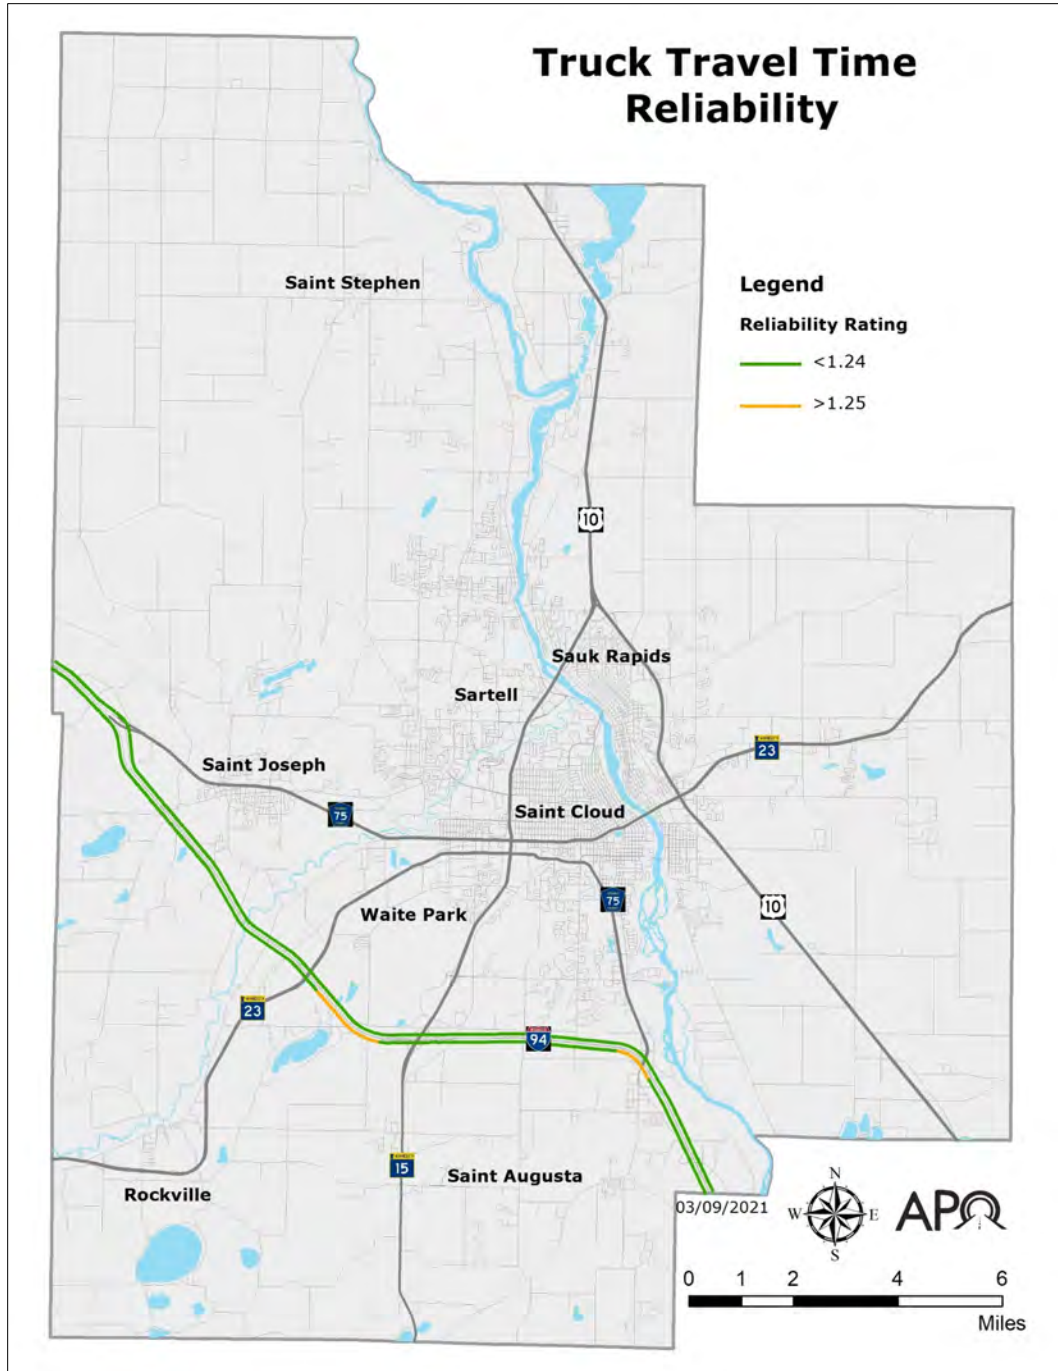 Truck Travel Time
Reliability
Saint Stephen
Legend
Reliability Rating
<1.24
>1.25
10
Sauk Rapids
Sartell
23
Saint Joseph
75
Saint Cloud
Waite Park
75
10
23
94
15
Saint Augusta
Rockville
03/09/2021
N
W
E
S
APO
0 1 2 4 6
Miles